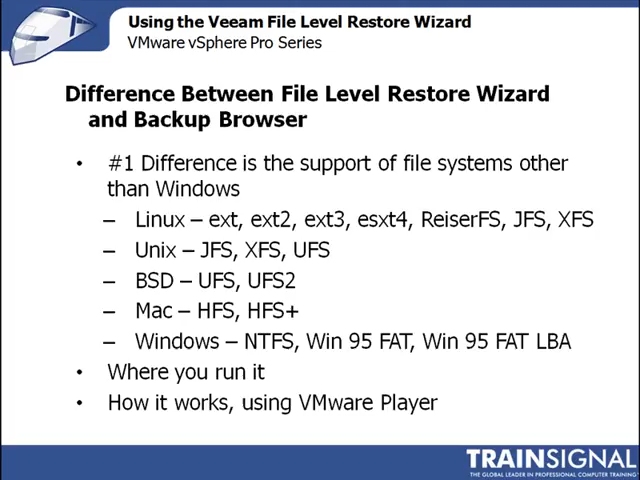 Using the Veeam File Level Restore Wizard
VMware vSphere Pro Series
Difference Between File Level Restore Wizard
and Backup Browser
• #1 Difference is the support of file systems other
than Windows
– Linux – ext, ext2, ext3, esxt4, ReiserFS, JFS, XFS
– Unix – JFS, XFS, UFS
– BSD – UFS, UFS2
– Mac – HFS, HFS+
– Windows – NTFS, Win 95 FAT, Win 95 FAT LBA
• Where you run it
• How it works, using VMware Player
TRAINSIGNAL
THE GLOBAL LEADER IN PROFESSIONAL COMPUTER TRAINING